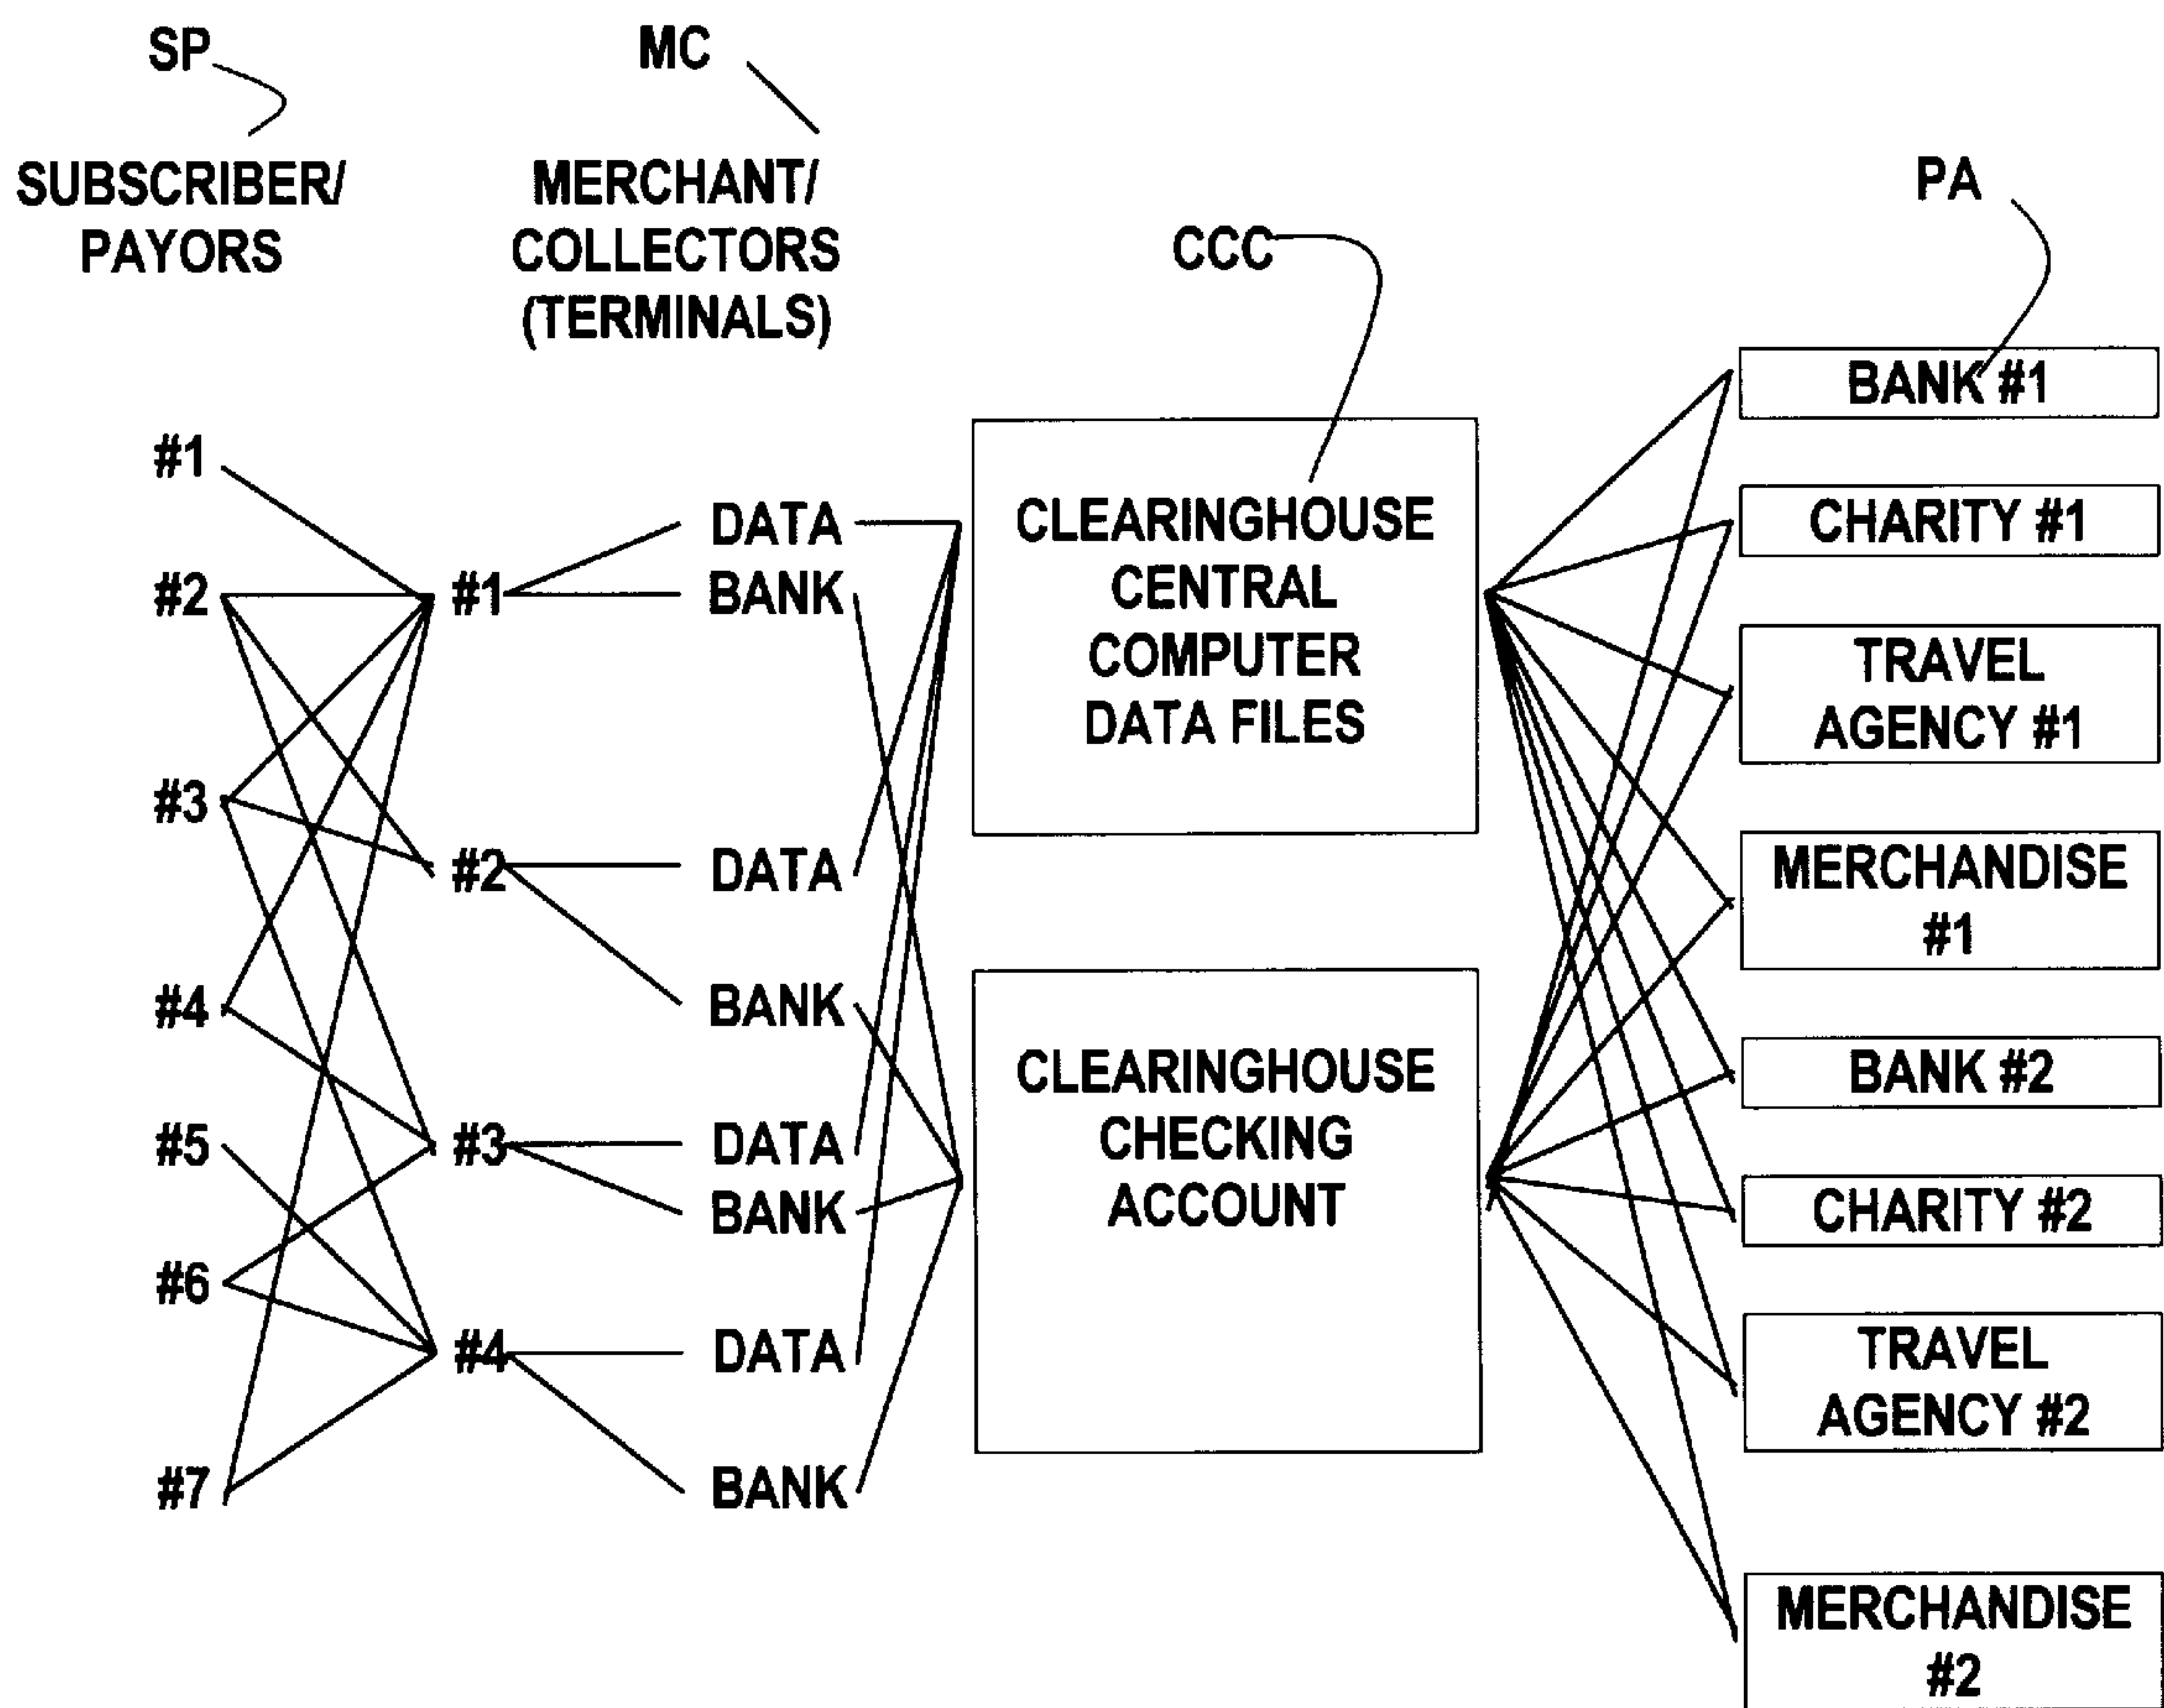 SP
MC
SUBSCRIBER/
PAYORS
MERCHANT/
COLLECTORS
(TERMINALS)
CCC
PA
#1
#2
#3
#4
#5
#6
#7
#1
#2
#3
#4
DATA
BANK
DATA
BANK
DATA
BANK
DATA
BANK
CLEARINGHOUSE
CENTRAL
COMPUTER
DATA FILES
CLEARINGHOUSE
CHECKING
ACCOUNT
BANK #1
CHARITY #1
TRAVEL
AGENCY #1
MERCHANDISE
#1
BANK #2
CHARITY #2
TRAVEL
AGENCY #2
MERCHANDISE
#2